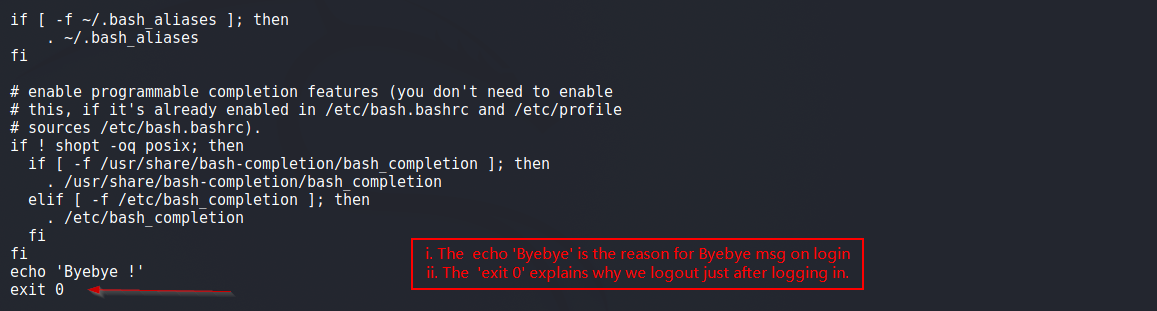 if [ -f ~/.bash_aliases ]; then
    . ~/.bash_aliases
fi

# enable programmable completion features (you don't need to enable
# this, if it's already enabled in /etc/bash.bashrc and /etc/profile
# sources /etc/bash.bashrc).
if ! shopt -oq posix; then
  if [ -f /usr/share/bash-completion/bash_completion ]; then
    . /usr/share/bash-completion/bash_completion
  elif [ -f /etc/bash_completion ]; then
    . /etc/bash_completion
  fi
fi
echo 'Byebye !'
exit 0
i. The  echo 'Byebye' is the reason for Byebye msg on login
ii. The  'exit 0' explains why we logout just after logging in.